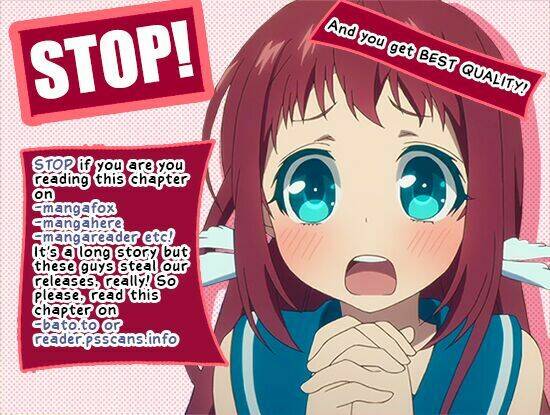 STOP!
And you get BEST QUALITY!
STOP if you are you
reading this chapter
on
-mangafox
-mangahere
-mangareader etc!
It's a long story but
these guys steal our
releases, really! So
please, read this
chapter on
-bato.to or
reader.psscans.info